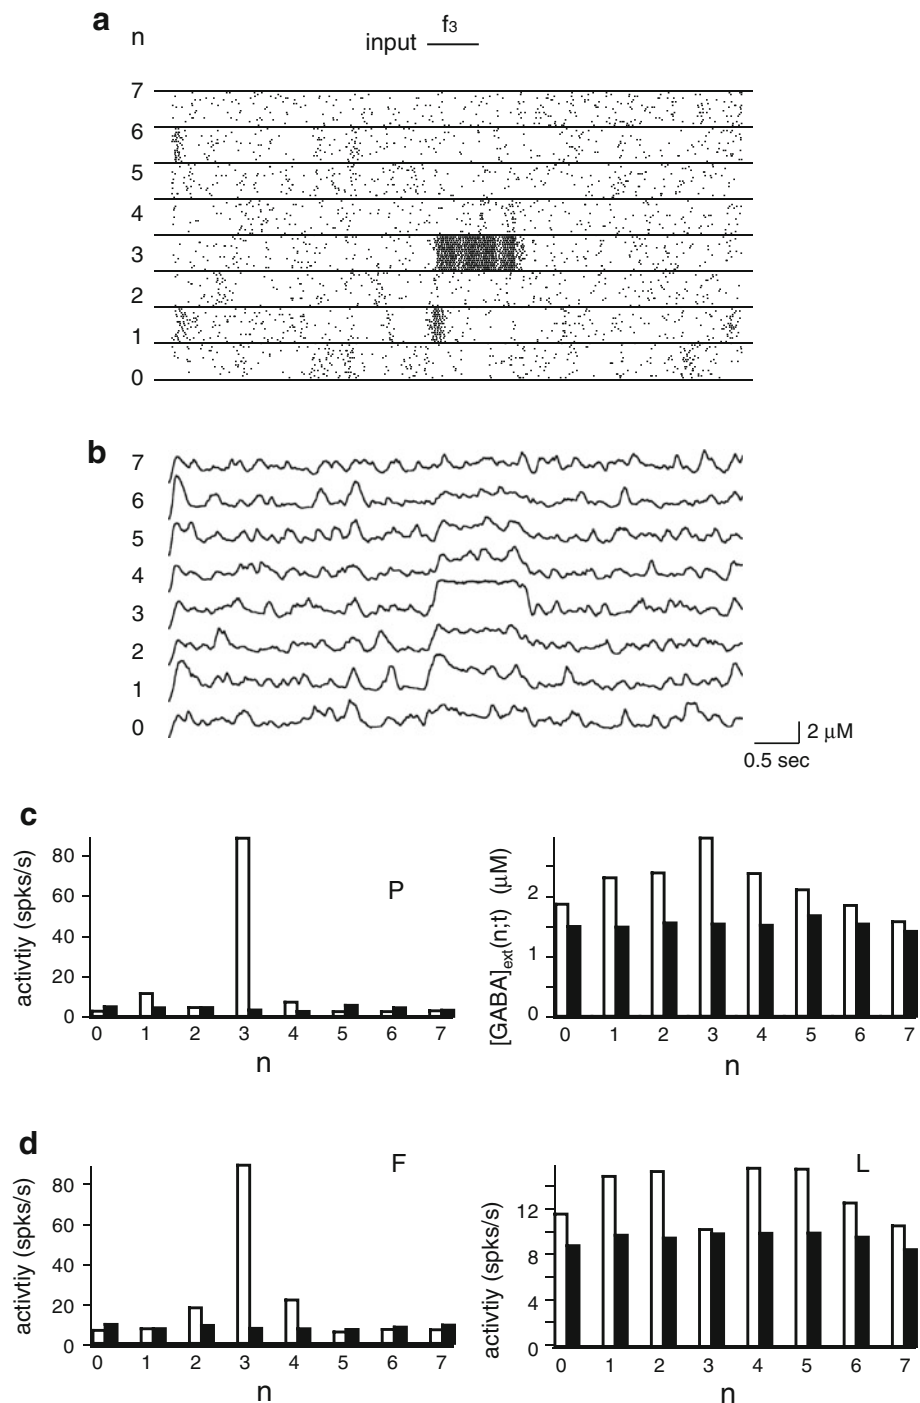 a
n
input
f3
7
6
5
4
3
2
1
0
b
7
6
5
4
3
2
1
0
2 μM
0.5 sec
c
activtiy (spks/s)
80
60
40
20
0
P
0 1 2 3 4 5 6 7
n
[GABA]ext(n;t) (μM)
2
1
0
0 1 2 3 4 5 6 7
n
d
activtiy (spks/s)
80
60
40
20
0
F
0 1 2 3 4 5 6 7
n
activtiy (spks/s)
12
8
4
0
L
0 1 2 3 4 5 6 7
n